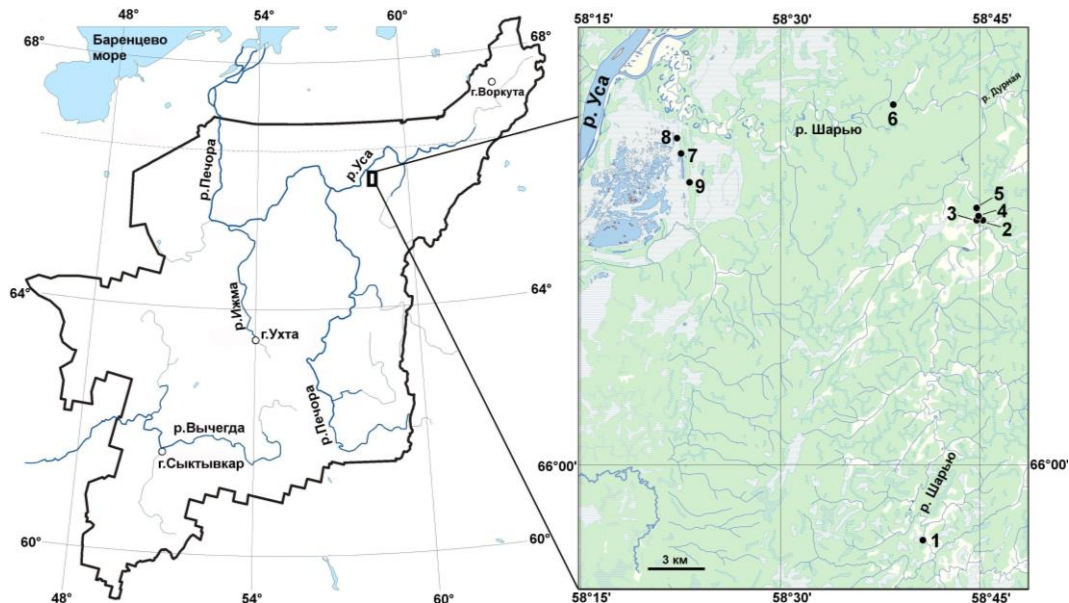 48°
54°
60°
68°
68°
Баренцево
море
г.Воркута
р.Печора
р.Уса
64°
64°
р.Ижма
г.Ухта
р.Печора
р.Вычегда
г.Сыктывкар
60°
60°
48°
54°
60°
58°15'
58°30'
58°45'
р. Уса
р. Дурная
р. Шарью
6
8
7
9
5
4
3
2
66°00'
р. Шарью
1
3 км
58°15'
58°30'
58°45'